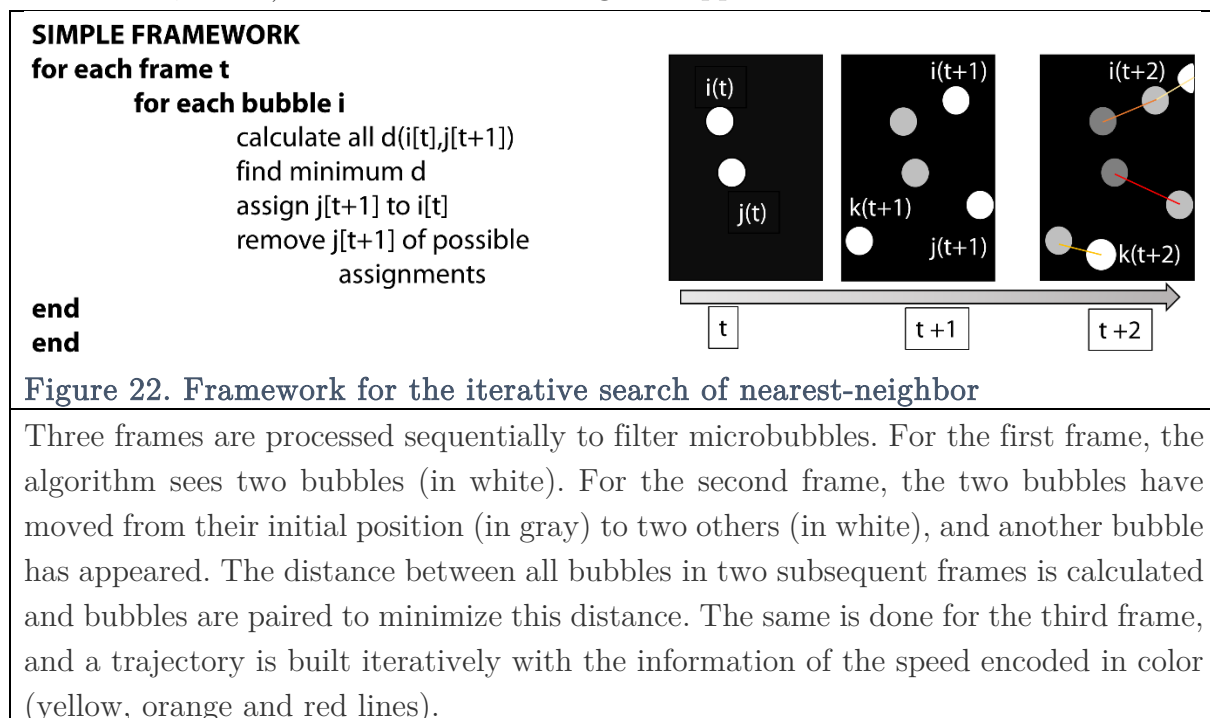 SIMPLE FRAMEWORK
for each frame t
for each bubble i
calculate all d(i[t],j[t+1])
find minimum d
assign j[t+1] to i[t]
remove j[t+1] of possible
assignments
end
end
i(t)
j(t)
i(t+1)
k(t+1)
j(t+1)
i(t+2)
k(t+2)
t
t +1
t +2
Figure 22. Framework for the iterative search of nearest-neighbor
Three frames are processed sequentially to filter microbubbles. For the first frame, the
algorithm sees two bubbles (in white). For the second frame, the two bubbles have
moved from their initial position (in gray) to two others (in white), and another bubble
has appeared. The distance between all bubbles in two subsequent frames is calculated
and bubbles are paired to minimize this distance. The same is done for the third frame,
and a trajectory is built iteratively with the information of the speed encoded in color
(yellow, orange and red lines).